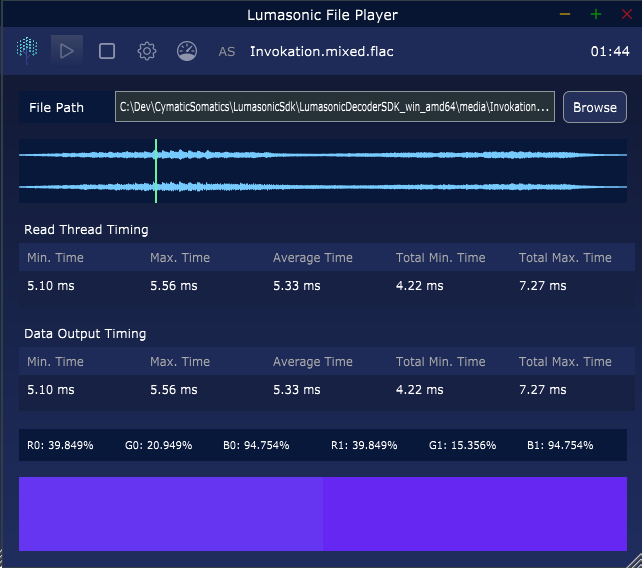 Lumasonic File Player
AS Invokation.mixed.flac 01:44
File Path C:\Dev\CymaticSomatics\LumasonicSdk\LumasonicDecoderSDK_win_amd64\media\Invokation... Browse
Read Thread Timing
Min. Time Max. Time Average Time Total Min. Time Total Max. Time
5.10 ms 5.56 ms 5.33 ms 4.22 ms 7.27 ms
Data Output Timing
Min. Time Max. Time Average Time Total Min. Time Total Max. Time
5.10 ms 5.56 ms 5.33 ms 4.22 ms 7.27 ms
R0: 39.849% G0: 20.949% B0: 94.754% R1: 39.849% G1: 15.356% B1: 94.754%